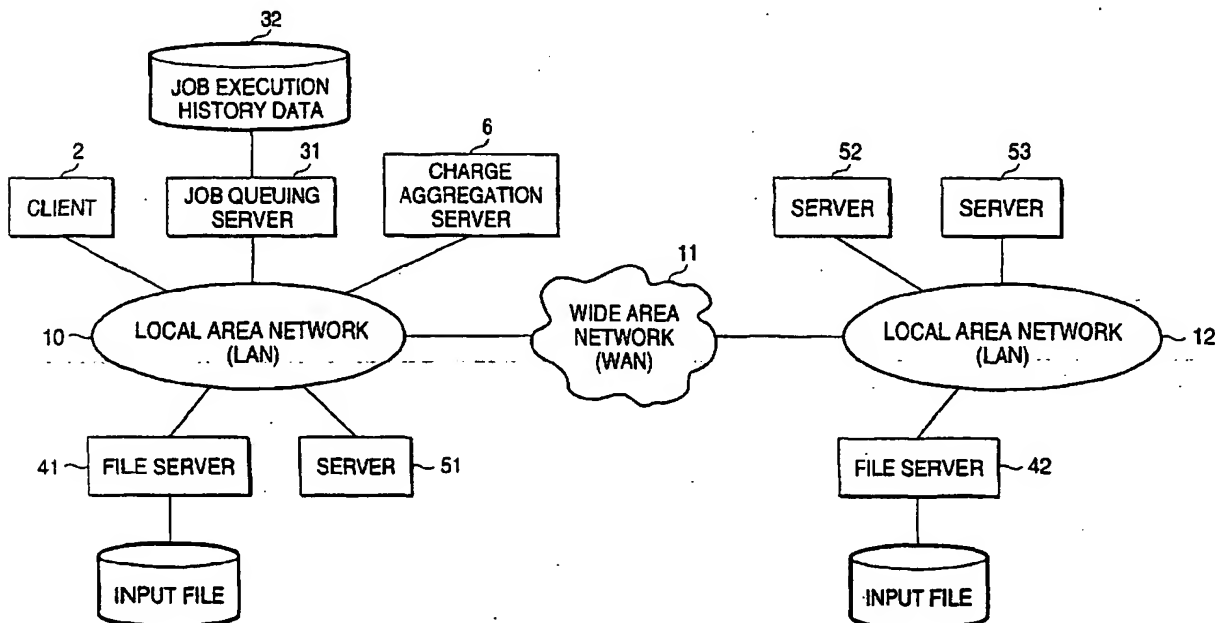 32
JOB EXECUTION
HISTORY DATA
2
CLIENT
31
JOB QUEUING
SERVER
6
CHARGE
AGGREGATION
SERVER
52
SERVER
53
SERVER
10
LOCAL AREA NETWORK
(LAN)
11
WIDE AREA
NETWORK
(WAN)
LOCAL AREA NETWORK
(LAN)
12
41
FILE SERVER
SERVER
51
FILE SERVER
42
INPUT FILE
INPUT FILE